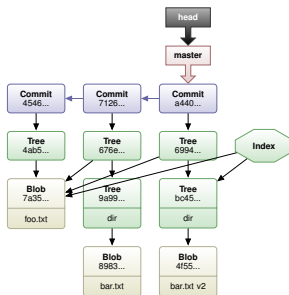 head
master
Commit
4546...
Commit
7126...
Commit
a440...
Tree
4ab5...
Tree
676e...
Tree
6994...
Index
Blob
7a35...
foo.txt
Tree
9a99...
dir
Tree
bc45...
dir
Blob
8983...
bar.txt
Blob
4f55...
bar.txt v2